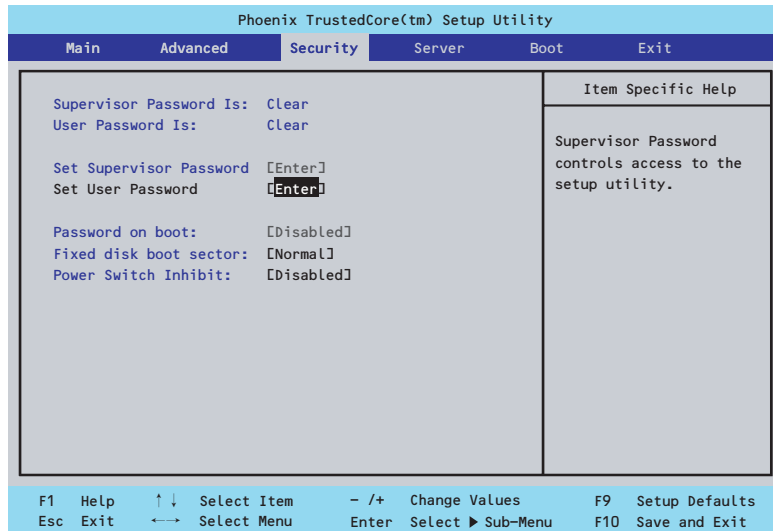 Phoenix TrustedCore(tm) Setup Utility
Main Advanced Security Server Boot Exit
Supervisor Password Is: Clear
User Password Is: Clear
Set Supervisor Password [Enter]
Set User Password [Enter]
Password on boot: [Disabled]
Fixed disk boot sector: [Normal]
Power Switch Inhibit: [Disabled]
Item Specific Help
Supervisor Password
controls access to the
setup utility.
F1 Help ↑↓ Select Item – /+ Change Values F9 Setup Defaults
Esc Exit ←→ Select Menu Enter Select ▶ Sub–Menu F10 Save and Exit